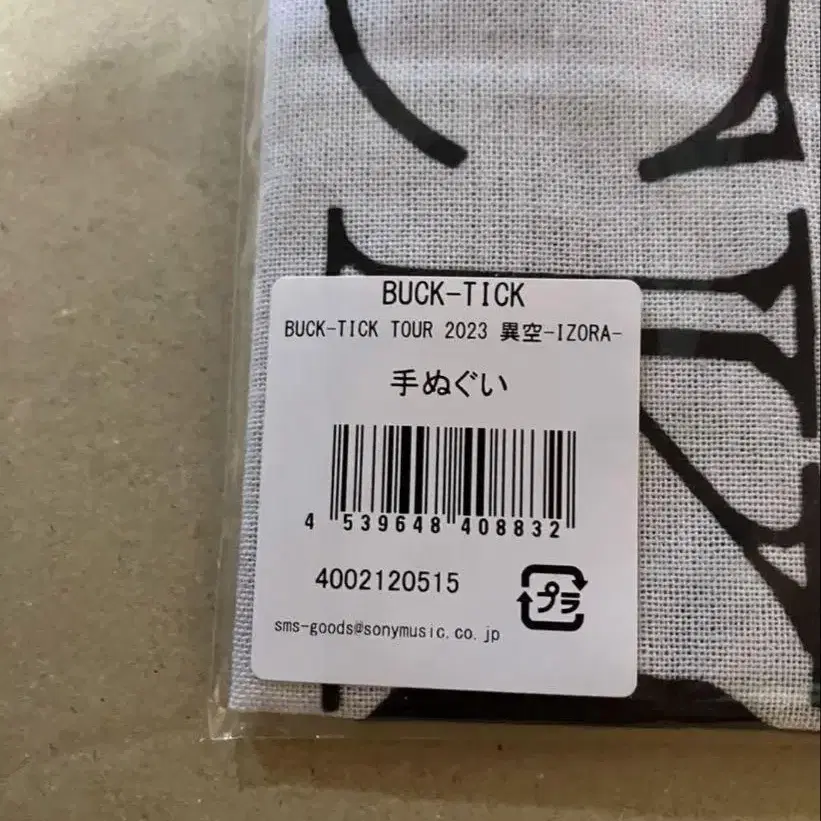 BUCK-TICK
BUCK-TICK TOUR 2023 異空-IZORA-
手ぬぐい
4 539648 408832
4002120515
プラ
sms-goods@sonymusic.co.jp